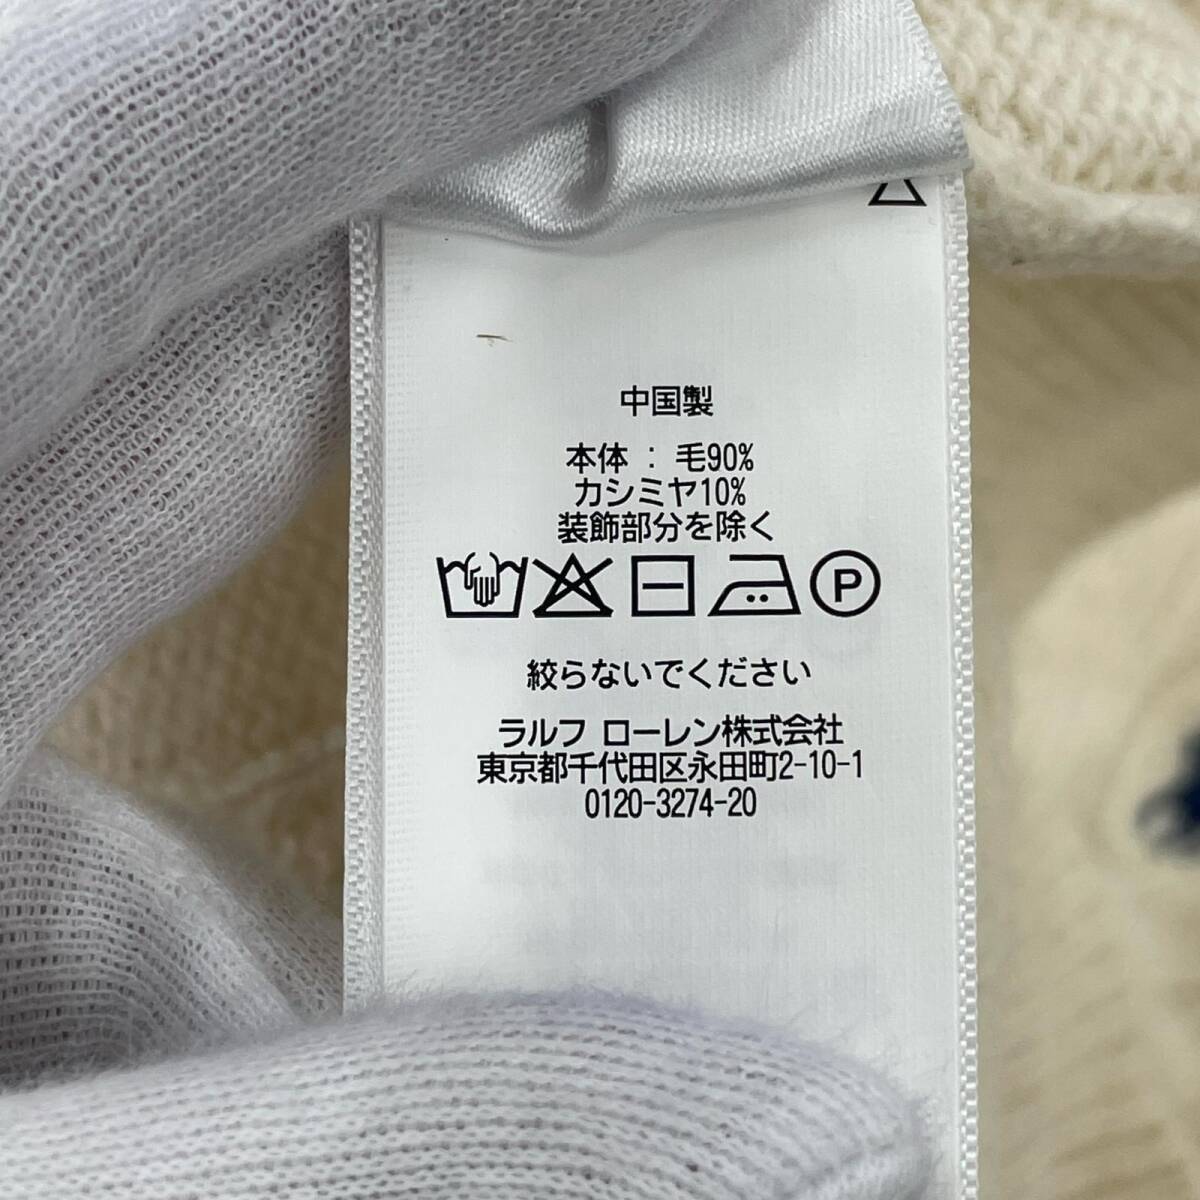 中国製
本体 : 毛90%
カシミヤ10%
装飾部分を除く
P
絞らないでください
ラルフ ローレン株式会社
東京都千代田区永田町2-10-1
0120-3274-20